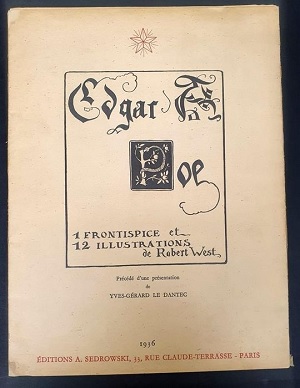 Edgar
Poe
1 FRONTISPICE et
12 ILLUSTRATIONS
de Robert West
Précédé d'une présentation
de
YVES-GÉRARD LE DANTEC
1936
ÉDITIONS A. SEDROWSKI, 35, RUE CLAUDE-TERRASSE - PARIS